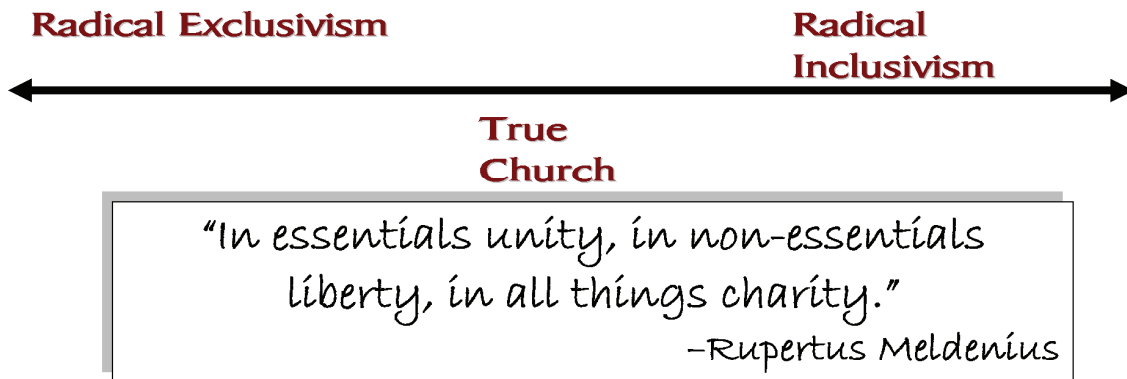 Radical Exclusivism
Radical
Inclusivism
True
Church
“In essentials unity, in non-essentials
liberty, in all things charity.”
–Rupertus Meldenius